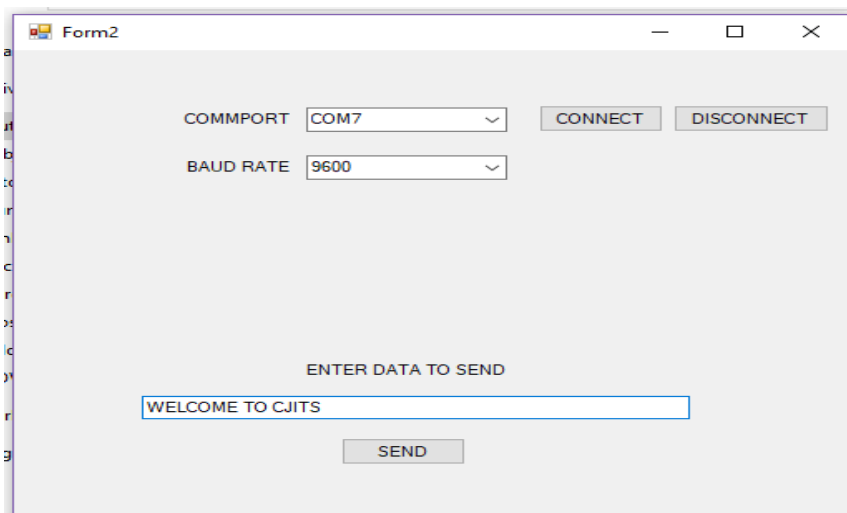 Form2
COMMPORT COM7 CONNECT DISCONNECT
BAUD RATE 9600
ENTER DATA TO SEND
WELCOME TO CJITS
SEND